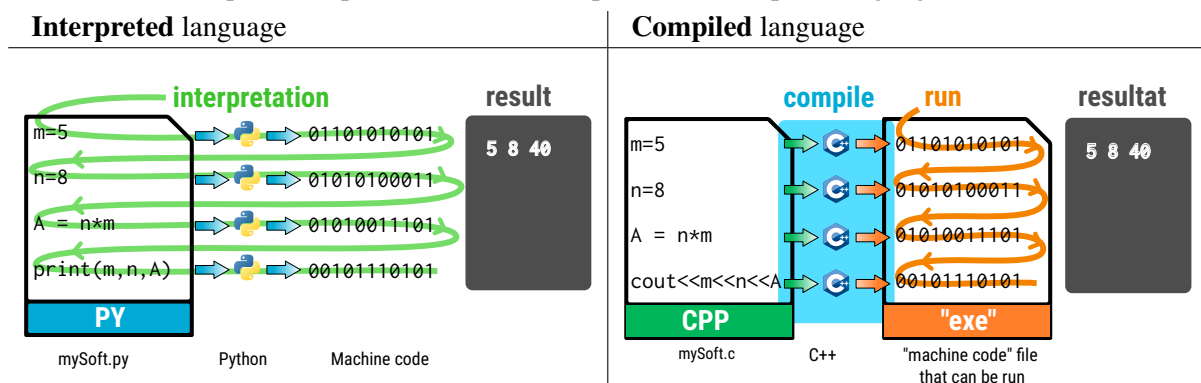 Interpreted language
interpretation
result
m=5
01101010101
5 8 40
n=8
01010100011
A = n*m
01010011101
print(m,n,A)
00101110101
PY
mySoft.py
Python
Machine code
Compiled language
compile
run
resultat
m=5
01101010101
5 8 40
n=8
01010100011
A = n*m
01010011101
cout<<m<<n<<A
00101110101
CPP
"exe"
mySoft.c
C++
"machine code" file
that can be run